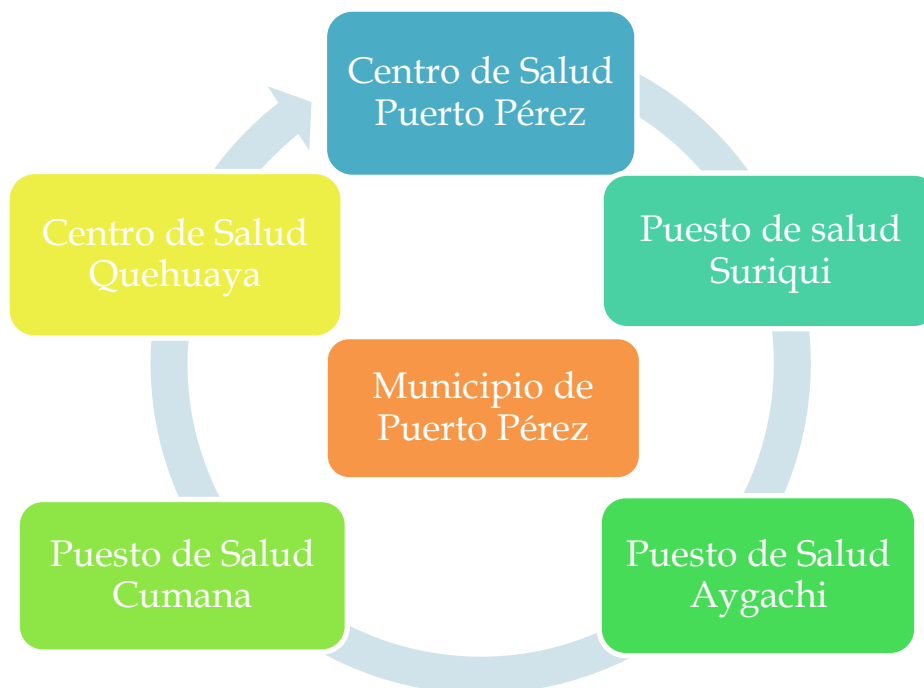 Centro de Salud
Puerto Pérez
Puesto de salud
Suriqui
Puesto de Salud
Aygachi
Puesto de Salud
Cumana
Centro de Salud
Quehuaya
Municipio de
Puerto Pérez